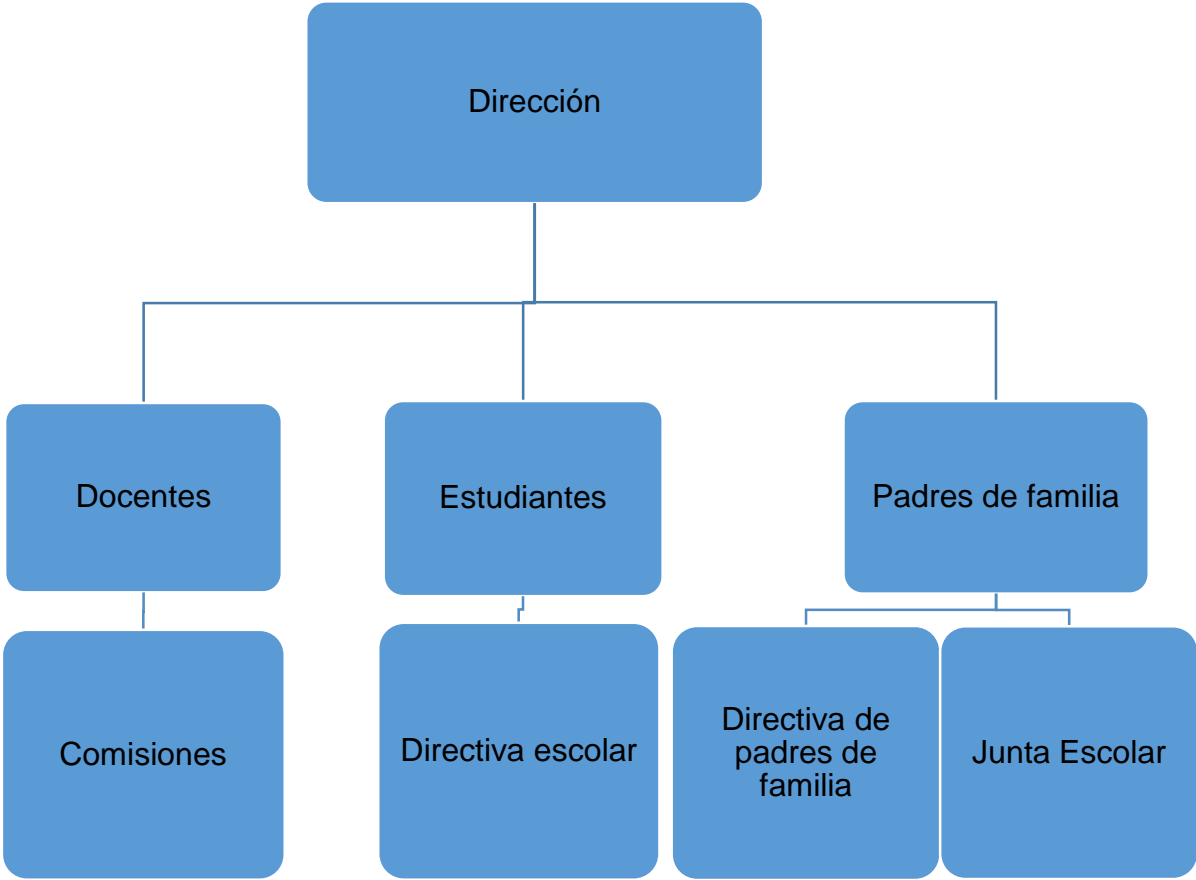 Dirección
Docentes
Estudiantes
Padres de familia
Comisiones
Directiva escolar
Directiva de
padres de
familia
Junta Escolar